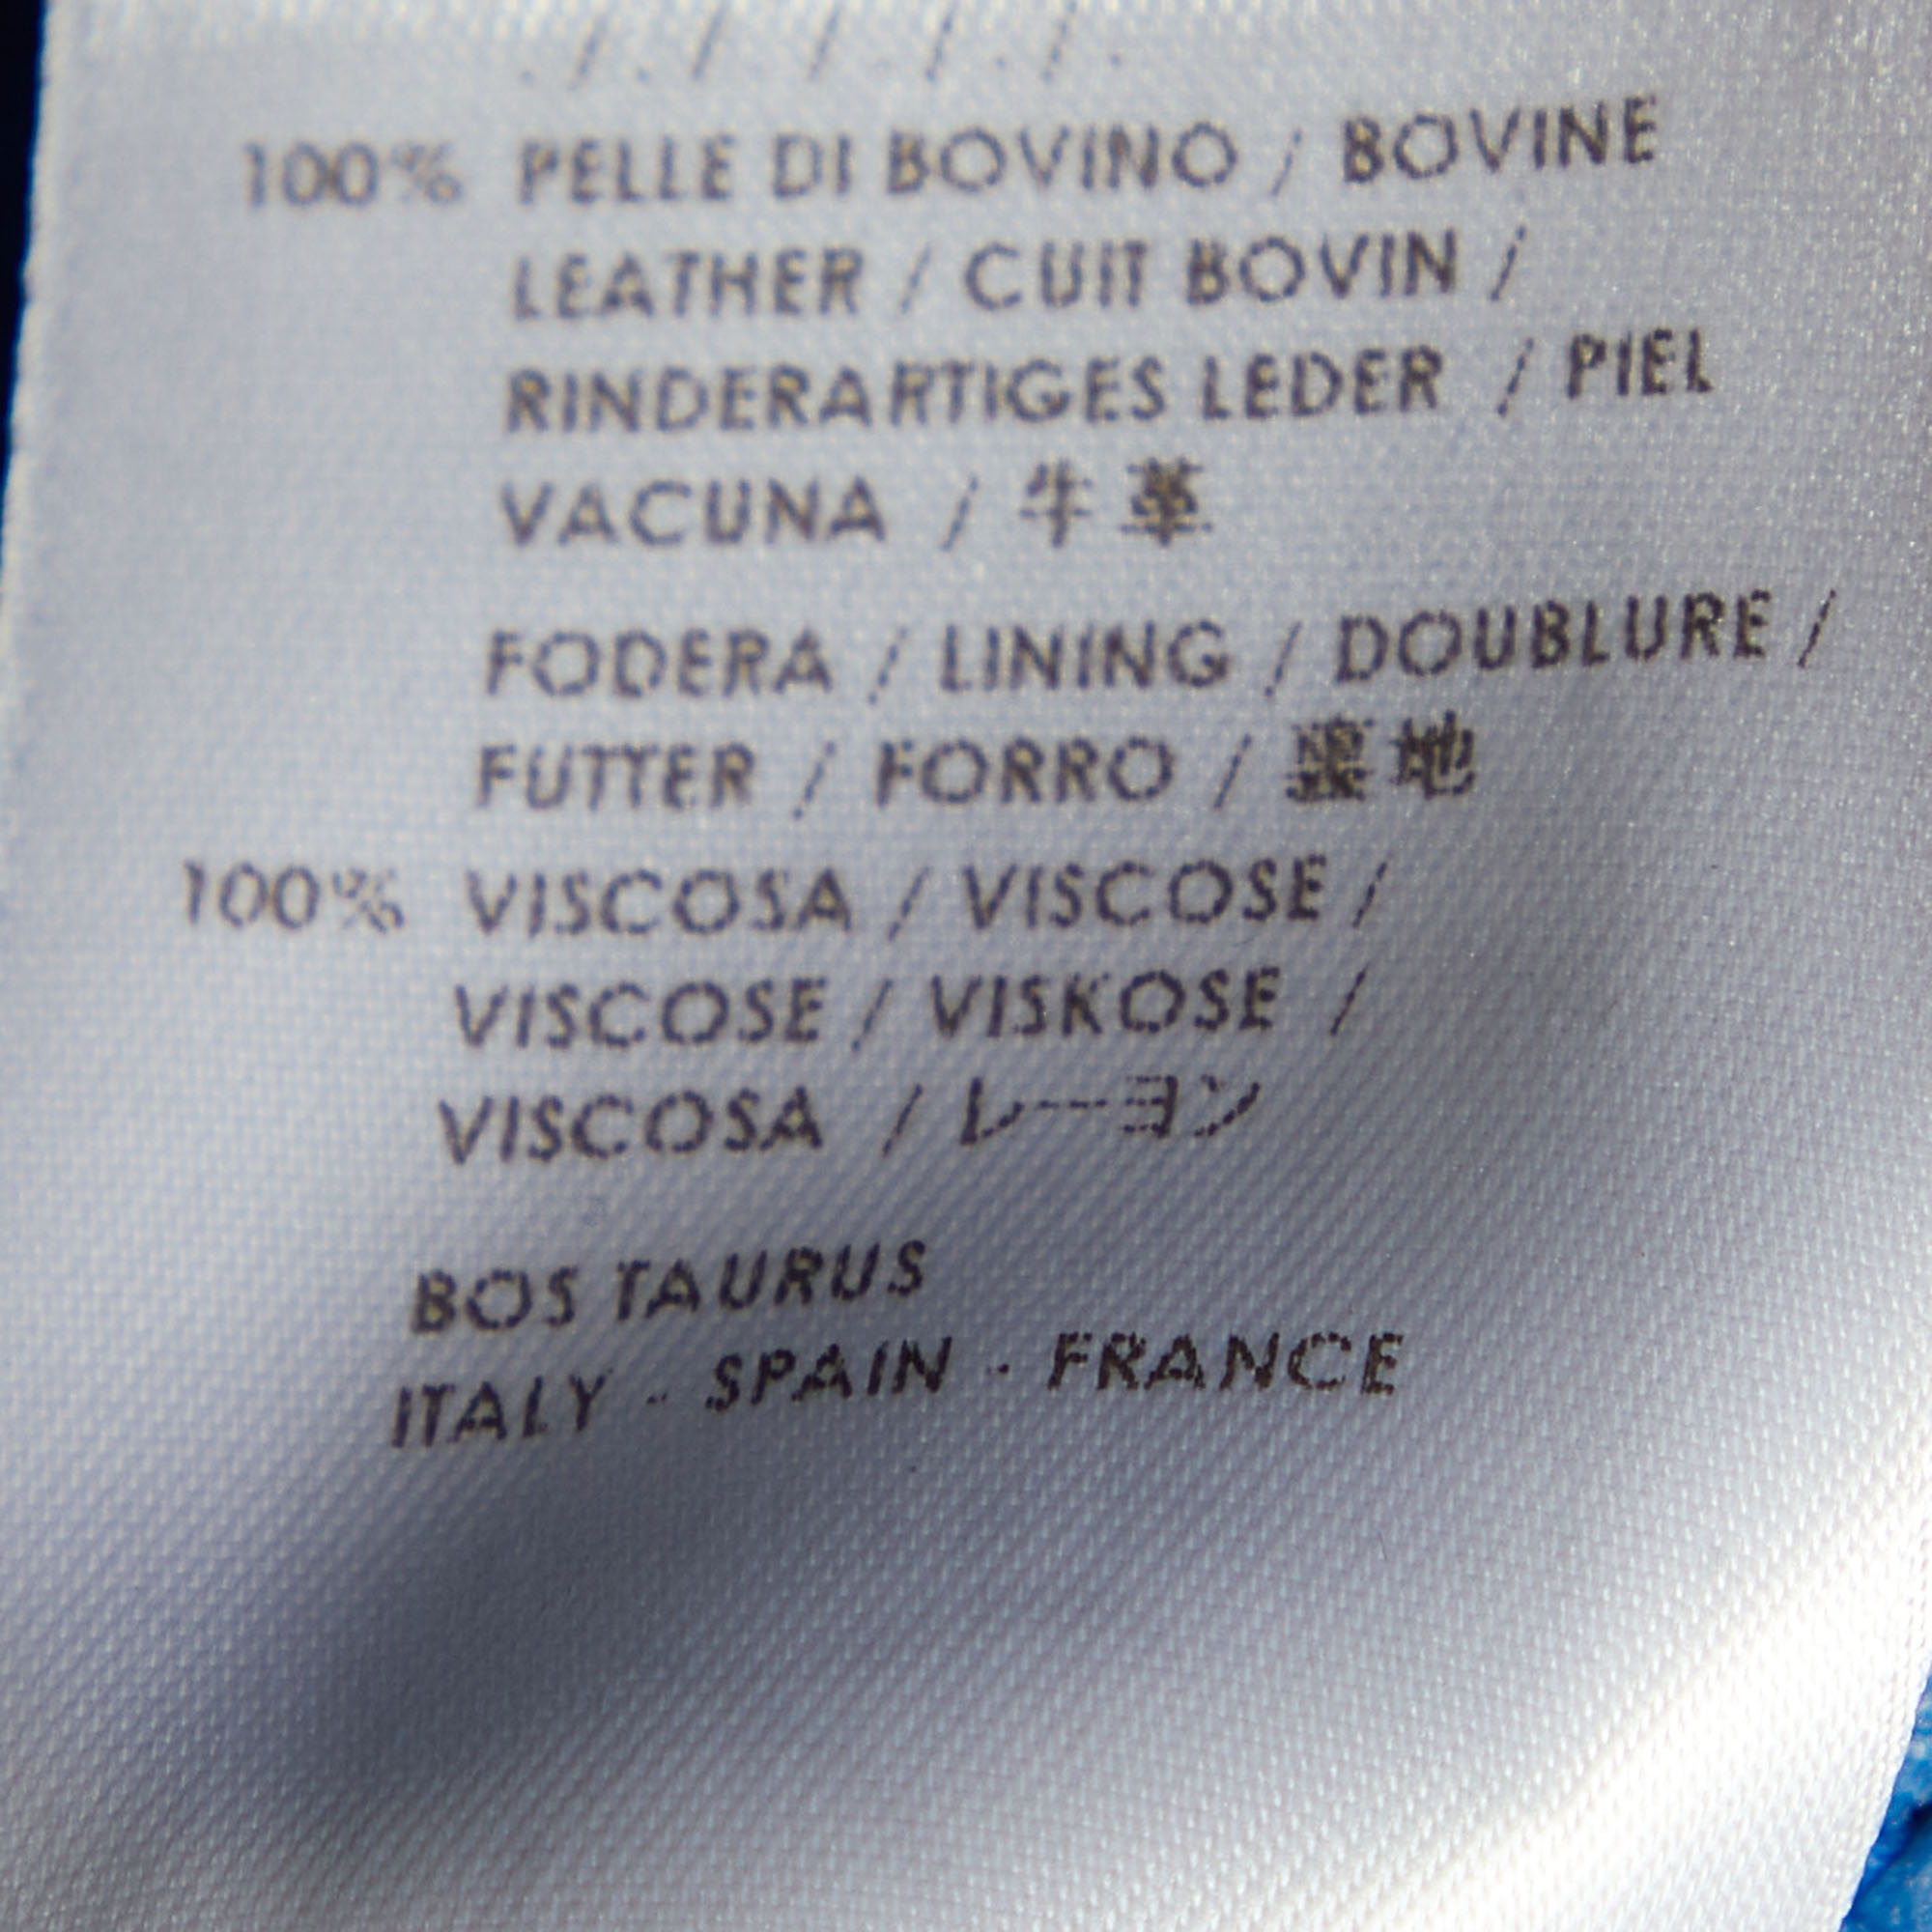 . / . / / / . / .
100% PELLE DI BOVINO / BOVINE
LEATHER / CUIT BOVIN /
RINDERARTIGES LEDER / PIEL
VACUNA / 牛革
FODERA / LINING / DOUBLURE /
FUTTER / FORRO / 裏地
100% VISCOSA / VISCOSE /
VISCOSE / VISKOSE /
VISCOSA / レーヨン
BOS TAURUS
ITALY - SPAIN - FRANCE